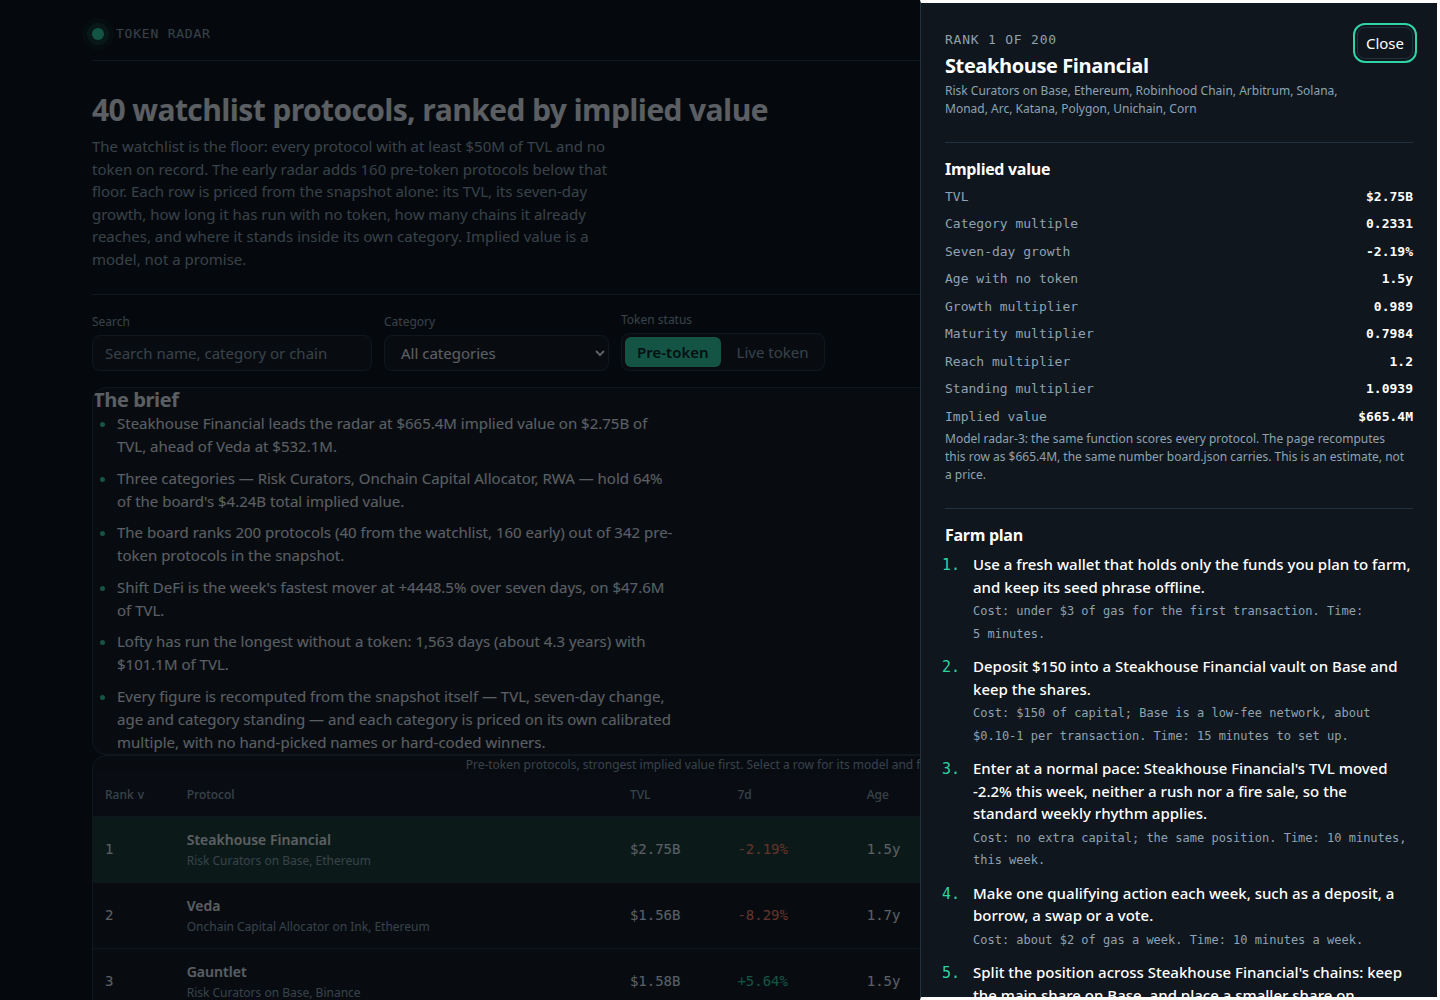 TOKEN RADAR
40 watchlist protocols, ranked by implied value
The watchlist is the floor: every protocol with at least $50M of TVL and no
token on record. The early radar adds 160 pre-token protocols below that
floor. Each row is priced from the snapshot alone: its TVL, its seven-day
growth, how long it has run with no token, how many chains it already
reaches, and where it stands inside its own category. Implied value is a
model, not a promise.
Search
Category
Token status
Search name, category or chain
All categories
Pre-token
Live token
The brief
• Steakhouse Financial leads the radar at $665.4M implied value on $2.75B of
TVL, ahead of Veda at $532.1M.
• Three categories — Risk Curators, Onchain Capital Allocator, RWA — hold 64%
of the board's $4.24B total implied value.
• The board ranks 200 protocols (40 from the watchlist, 160 early) out of 342 pre-
token protocols in the snapshot.
• Shift DeFi is the week's fastest mover at +4448.5% over seven days, on $47.6M
of TVL.
• Lofty has run the longest without a token: 1,563 days (about 4.3 years) with
$101.1M of TVL.
• Every figure is recomputed from the snapshot itself — TVL, seven-day change,
age and category standing — and each category is priced on its own calibrated
multiple, with no hand-picked names or hard-coded winners.
Pre-token protocols, strongest implied value first. Select a row for its model and f
Rank v Protocol TVL 7d Age
1 Steakhouse Financial $2.75B -2.19% 1.5y
Risk Curators on Base, Ethereum
2 Veda $1.56B -8.29% 1.7y
Onchain Capital Allocator on Ink, Ethereum
3 Gauntlet $1.58B +5.64% 1.5y
Risk Curators on Base, Binance
RANK 1 OF 200
Close
Steakhouse Financial
Risk Curators on Base, Ethereum, Robinhood Chain, Arbitrum, Solana,
Monad, Arc, Katana, Polygon, Unichain, Corn
Implied value
TVL $2.75B
Category multiple 0.2331
Seven-day growth -2.19%
Age with no token 1.5y
Growth multiplier 0.989
Maturity multiplier 0.7984
Reach multiplier 1.2
Standing multiplier 1.0939
Implied value $665.4M
Model radar-3: the same function scores every protocol. The page recomputes
this row as $665.4M, the same number board.json carries. This is an estimate, not
a price.
Farm plan
1. Use a fresh wallet that holds only the funds you plan to farm,
and keep its seed phrase offline.
Cost: under $3 of gas for the first transaction. Time:
5 minutes.
2. Deposit $150 into a Steakhouse Financial vault on Base and
keep the shares.
Cost: $150 of capital; Base is a low-fee network, about
$0.10-1 per transaction. Time: 15 minutes to set up.
3. Enter at a normal pace: Steakhouse Financial's TVL moved
-2.2% this week, neither a rush nor a fire sale, so the
standard weekly rhythm applies.
Cost: no extra capital; the same position. Time: 10 minutes,
this week.
4. Make one qualifying action each week, such as a deposit, a
borrow, a swap or a vote.
Cost: about $2 of gas a week. Time: 10 minutes a week.
5. Split the position across Steakhouse Financial's chains: keep
the main share on Base, and place a smaller share on